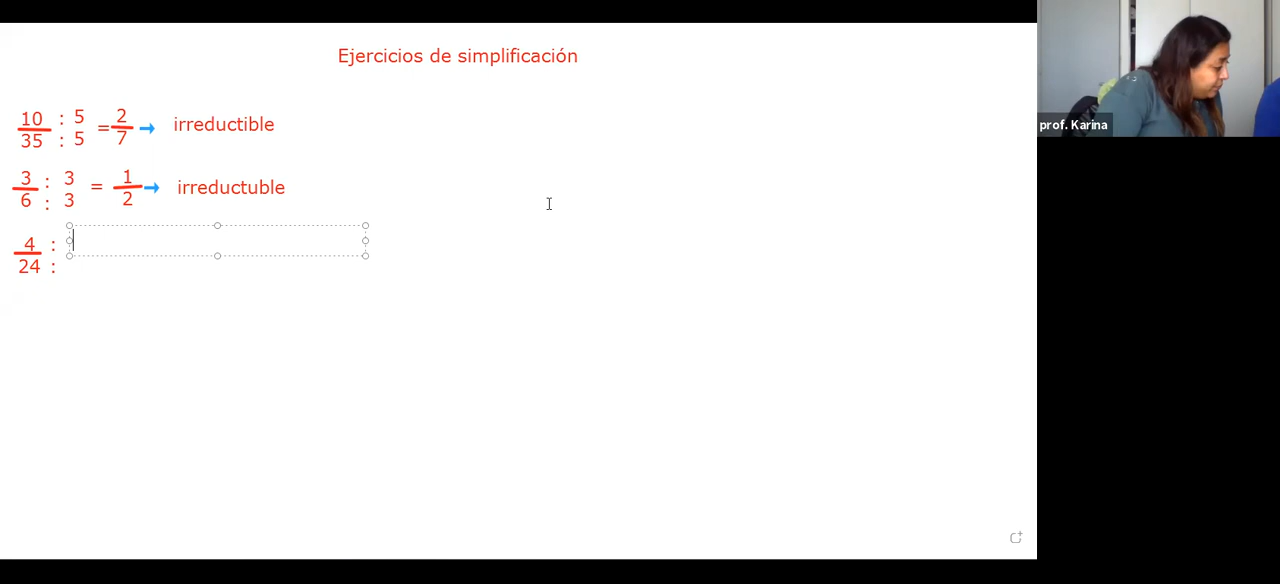 Ejercicios de simplificación
10 : 5 = 2 → irreductible
35 : 5 7
3 : 3 = 1 → irreductuble
6 : 3 2
4 :
24 :
prof. Karina